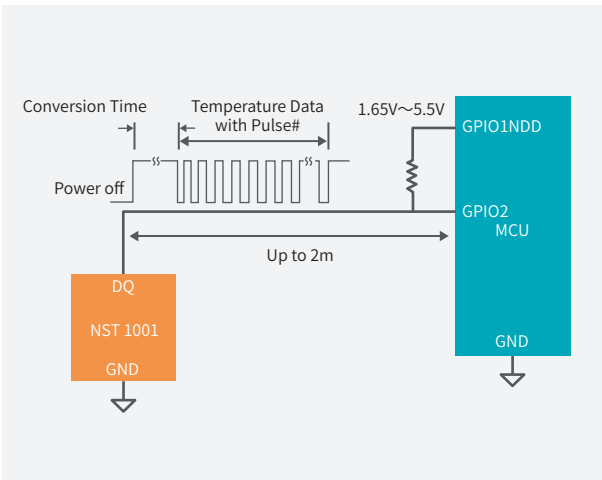 Conversion Time
Temperature Data
with Pulse#
1.65V～5.5V
GPIO1NDD
Power off
GPIO2
MCU
Up to 2m
DQ
NST 1001
GND
GND